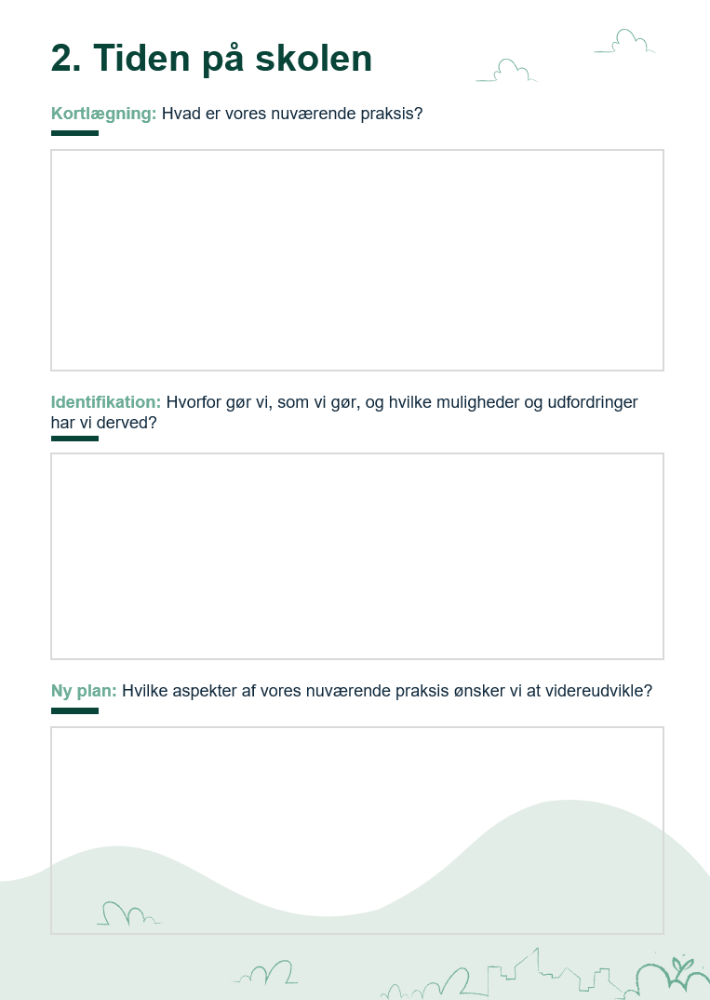 2. Tiden på skolen
Kortlægning: Hvad er vores nuværende praksis?
Identifikation: Hvorfor gør vi, som vi gør, og hvilke muligheder og udfordringer
har vi derved?
Ny plan: Hvilke aspekter af vores nuværende praksis ønsker vi at videreudvikle?